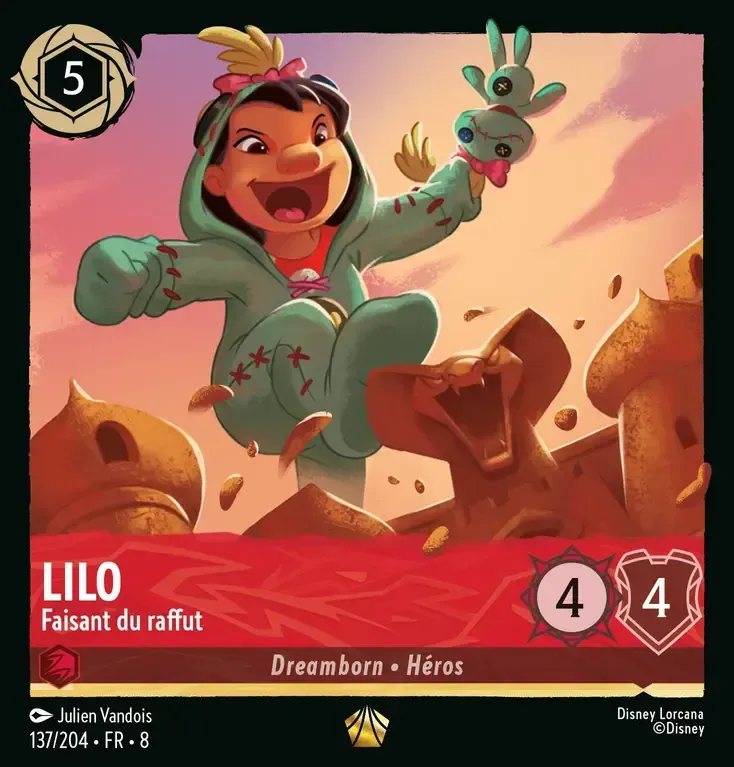 5
LILO
Faisant du raffut
4 4
Dreamborn • Héros
Julien Vandois
137/204 • FR • 8
Disney Lorcana
©Disney